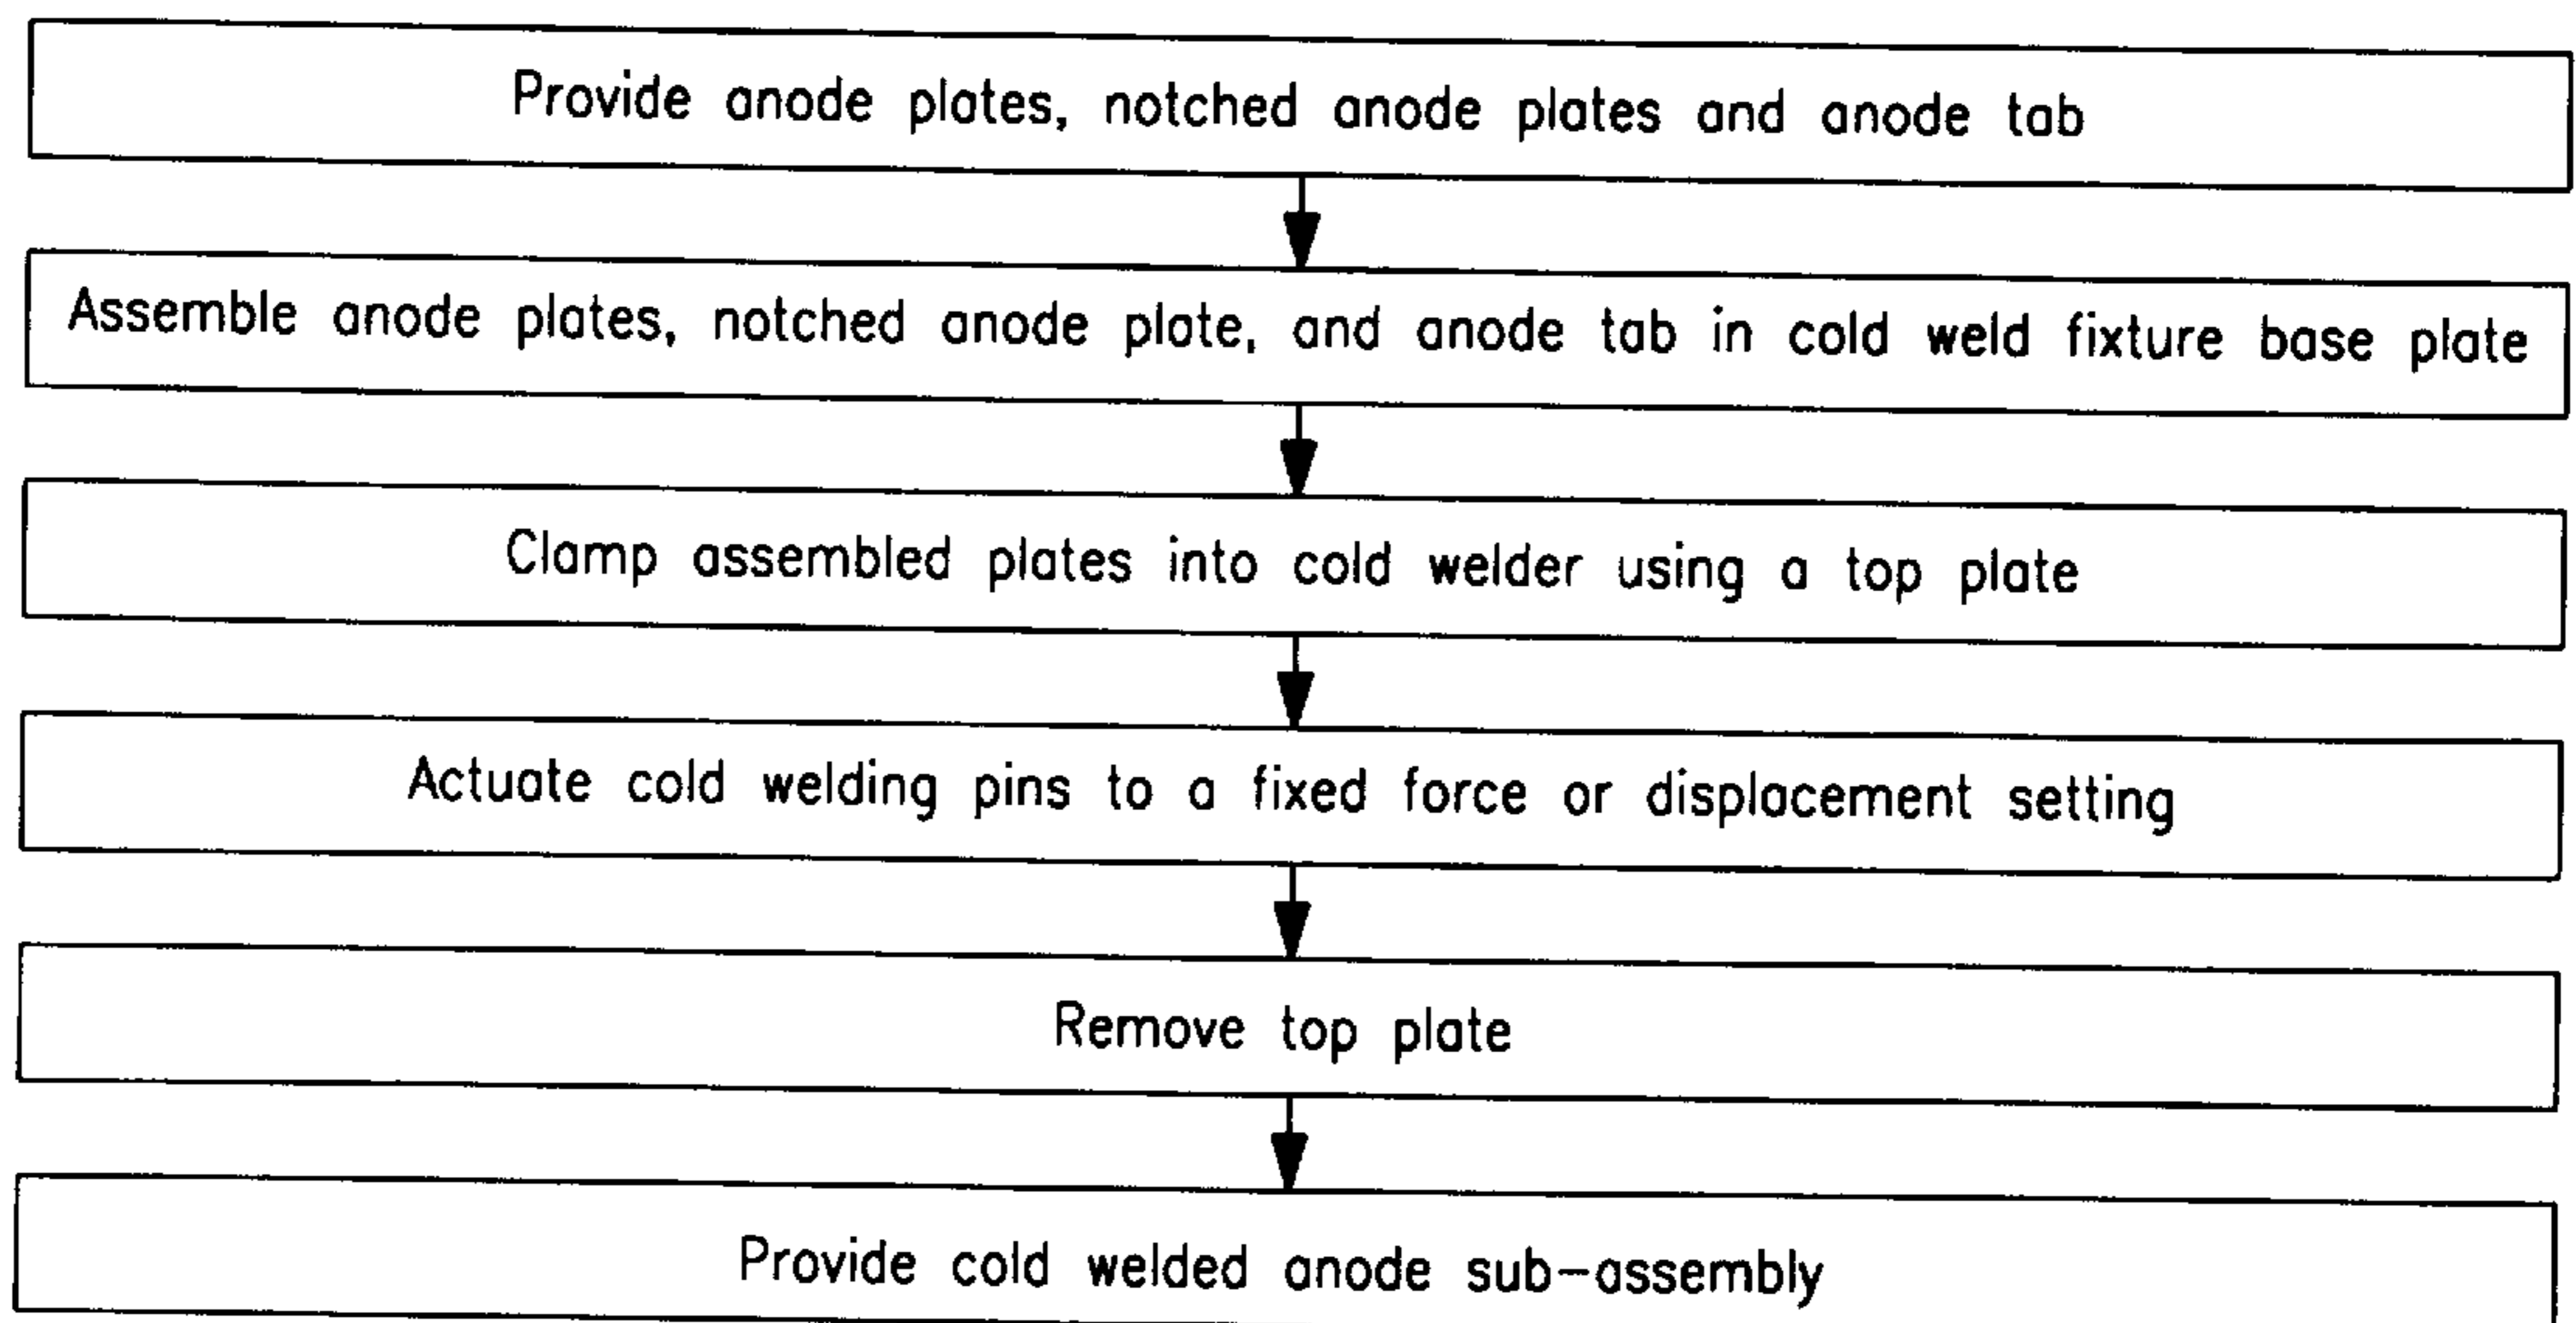 Provide anode plates, notched anode plates and anode tab
Assemble anode plates, notched anode plate, and anode tab in cold weld fixture base plate
Clamp assembled plates into cold welder using a top plate
Actuate cold welding pins to a fixed force or displacement setting
Remove top plate
Provide cold welded anode sub-assembly